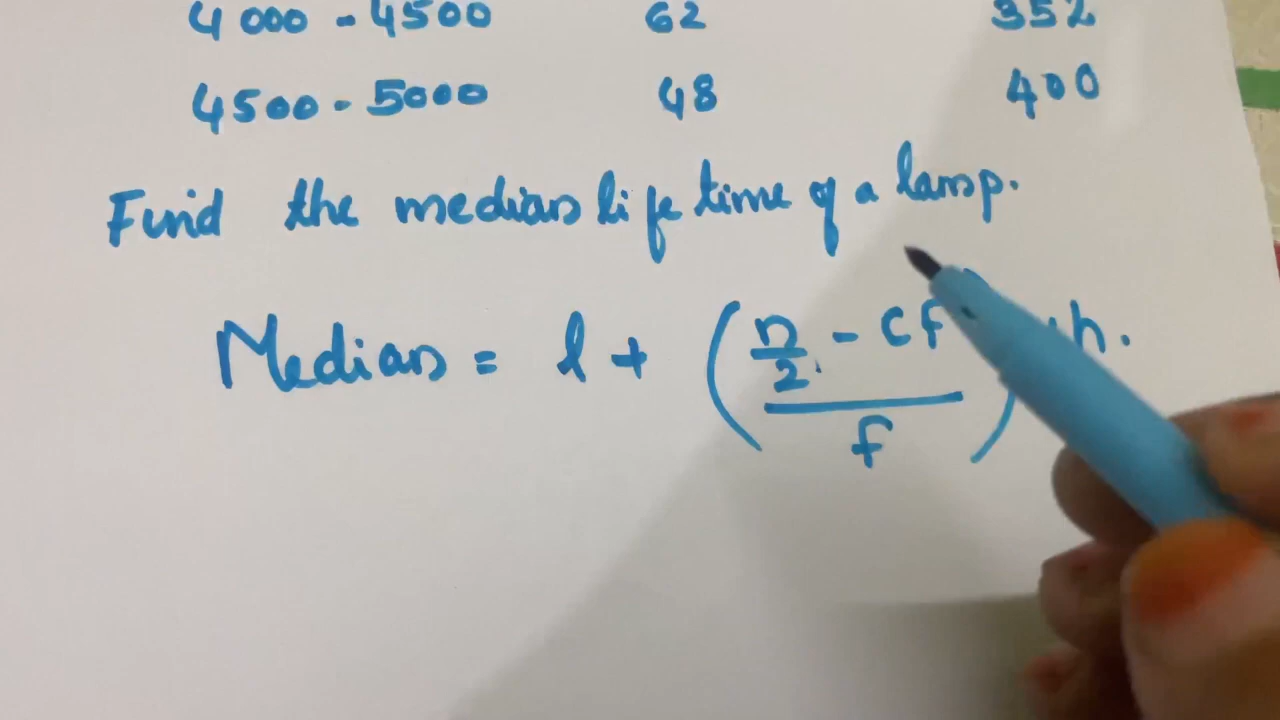 4000 - 4500 62 352
4500 - 5000 48 400
Find the median life time of a lamp.
Median = l + (n/2 - cf / f) h.